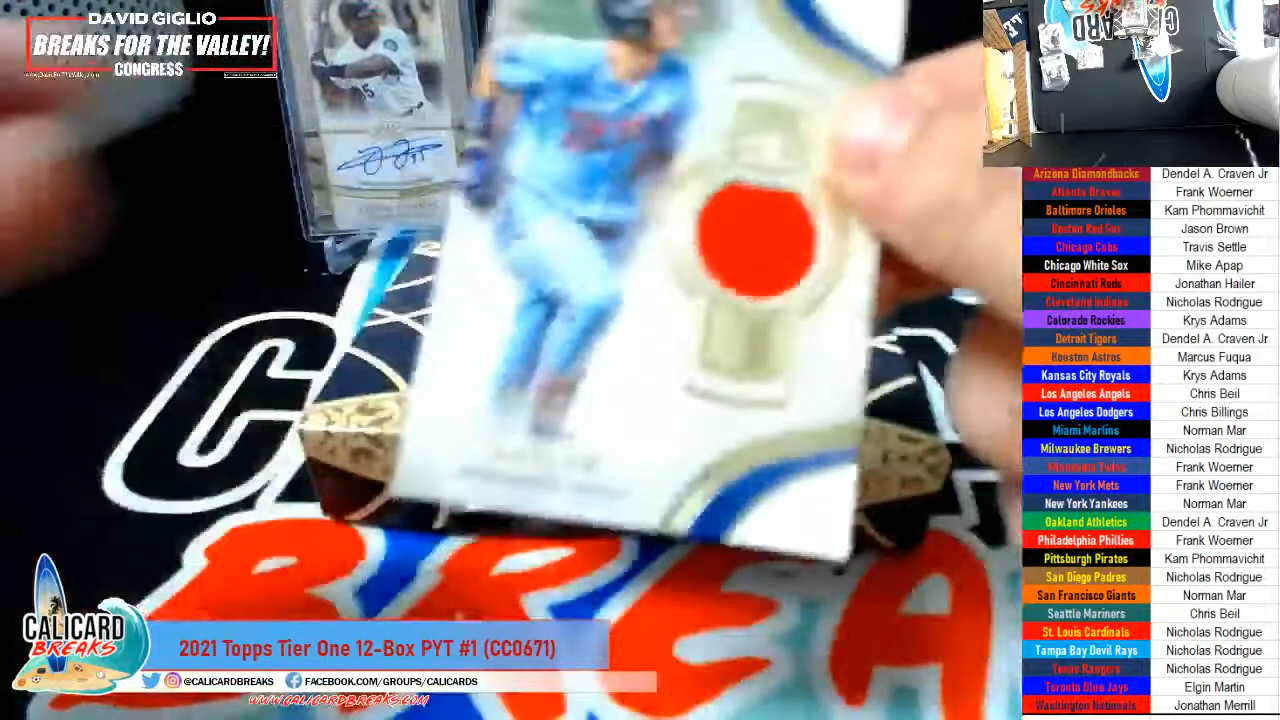 DAVID GIGLIO
BREAKS FOR THE VALLEY!
CONGRESS
Arizona Diamondbacks Dendel A. Craven Jr
Atlanta Braves Frank Woerner
Baltimore Orioles Kam Phommavichit
Boston Red Sox Jason Brown
Chicago Cubs Travis Settle
Chicago White Sox Mike Apap
Cincinnati Reds Jonathan Hailer
Cleveland Indians Nicholas Rodrigue
Colorado Rockies Krys Adams
Detroit Tigers Dendel A. Craven Jr
Houston Astros Marcus Fuqua
Kansas City Royals Krys Adams
Los Angeles Angels Chris Beil
Los Angeles Dodgers Chris Billings
Miami Marlins Norman Mar
Milwaukee Brewers Nicholas Rodrigue
Minnesota Twins Frank Woerner
New York Mets Frank Woerner
New York Yankees Norman Mar
Oakland Athletics Dendel A. Craven Jr
Philadelphia Phillies Frank Woerner
Pittsburgh Pirates Kam Phommavichit
San Diego Padres Nicholas Rodrigue
San Francisco Giants Norman Mar
Seattle Mariners Chris Beil
St. Louis Cardinals Nicholas Rodrigue
Tampa Bay Devil Rays Nicholas Rodrigue
Texas Rangers Nicholas Rodrigue
Toronto Blue Jays Elgin Martin
Washington Nationals Jonathan Merrill
CALICARD
BREAKS
2021 Topps Tier One 12-Box PYT #1 (CC0671)
@CALICARDBREAKS FACEBOOK.COM/GROUPS/CALICARDS
WWW.CALICARDBREAKS.COM